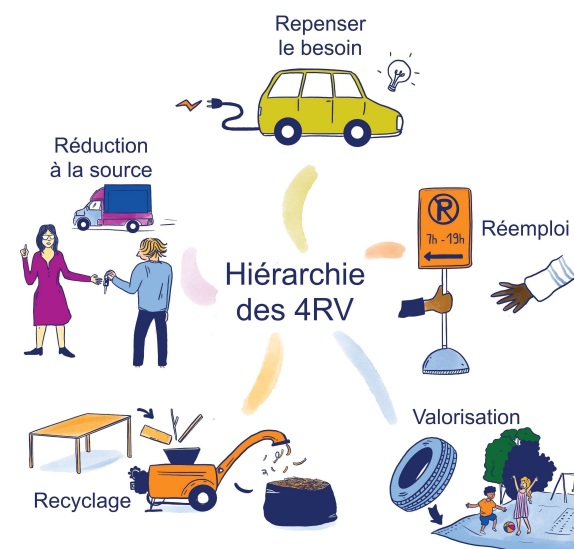 Repenser
le besoin
Réduction
à la source
Réemploi
7h - 19h
Hiérarchie
des 4RV
Valorisation
Recyclage